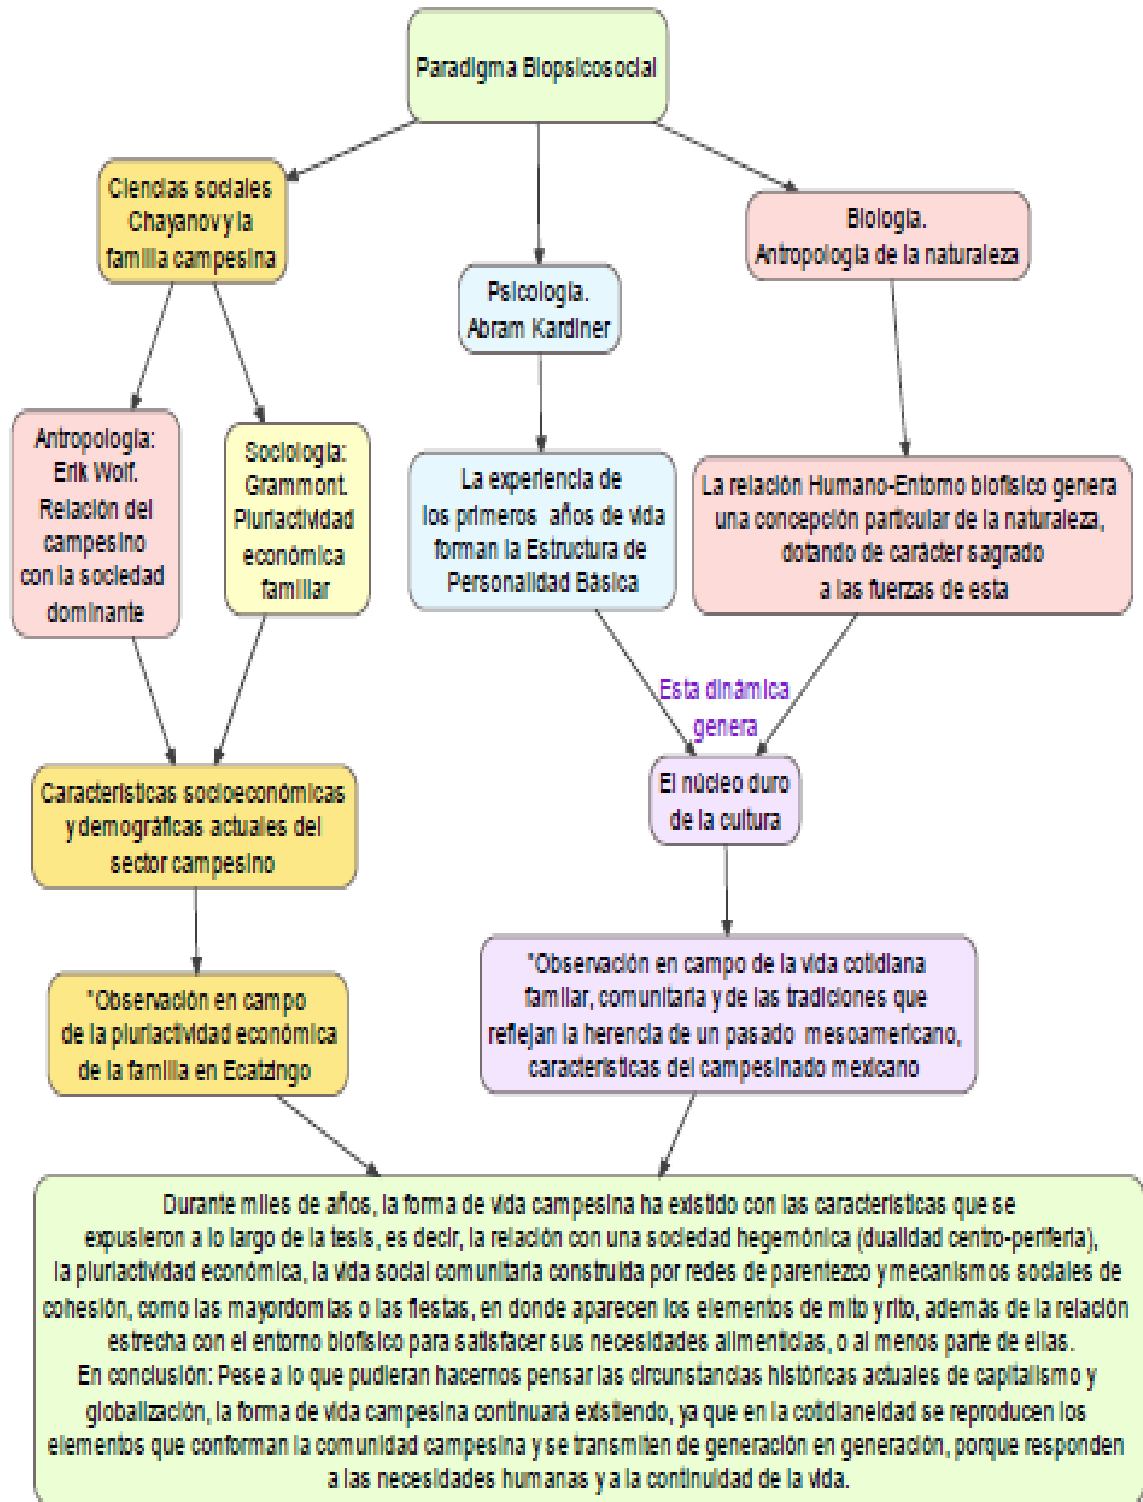 Paradigma Biopsicosocial
Ciencias sociales
Chayanov y la
familia campesina
Biología.
Antropología de la naturaleza
Psicología.
Abram Kardiner
Antropología:
Erik Wolf.
Relación del
campesino
con la sociedad
dominante
Sociología:
Grammont.
Pluriactividad
económica
familiar
La experiencia de
los primeros años de vida
forman la Estructura de
Personalidad Básica
La relación Humano-Entorno biofísico genera
una concepción particular de la naturaleza,
dotando de carácter sagrado
a las fuerzas de esta
Esta dinámica
genera
El núcleo duro
de la cultura
Características socioeconómicas
y demográficas actuales del
sector campesino
"Observación en campo
de la pluriactividad económica
de la familia en Ecatzingo
"Observación en campo de la vida cotidiana
familar, comunitaria y de las tradiciones que
reflejan la herencia de un pasado mesoamericano,
características del campesinado mexicano
Durante miles de años, la forma de vida campesina ha existido con las características que se
expusieron a lo largo de la tesis, es decir, la relación con una sociedad hegemónica (dualidad centro-periferia),
la pluriactividad económica, la vida social comunitaria construida por redes de parentezco y mecanismos sociales de
cohesión, como las mayordomías o las fiestas, en donde aparecen los elementos de mito y rito, además de la relación
estrecha con el entorno biofísico para satisfacer sus necesidades alimenticias, o al menos parte de ellas.
En conclusión: Pese a lo que pudieran hacernos pensar las circunstancias históricas actuales de capitalismo y
globalización, la forma de vida campesina continuará existiendo, ya que en la cotidianeidad se reproducen los
elementos que conforman la comunidad campesina y se transmiten de generación en generación, porque responden
a las necesidades humanas y a la continuidad de la vida.